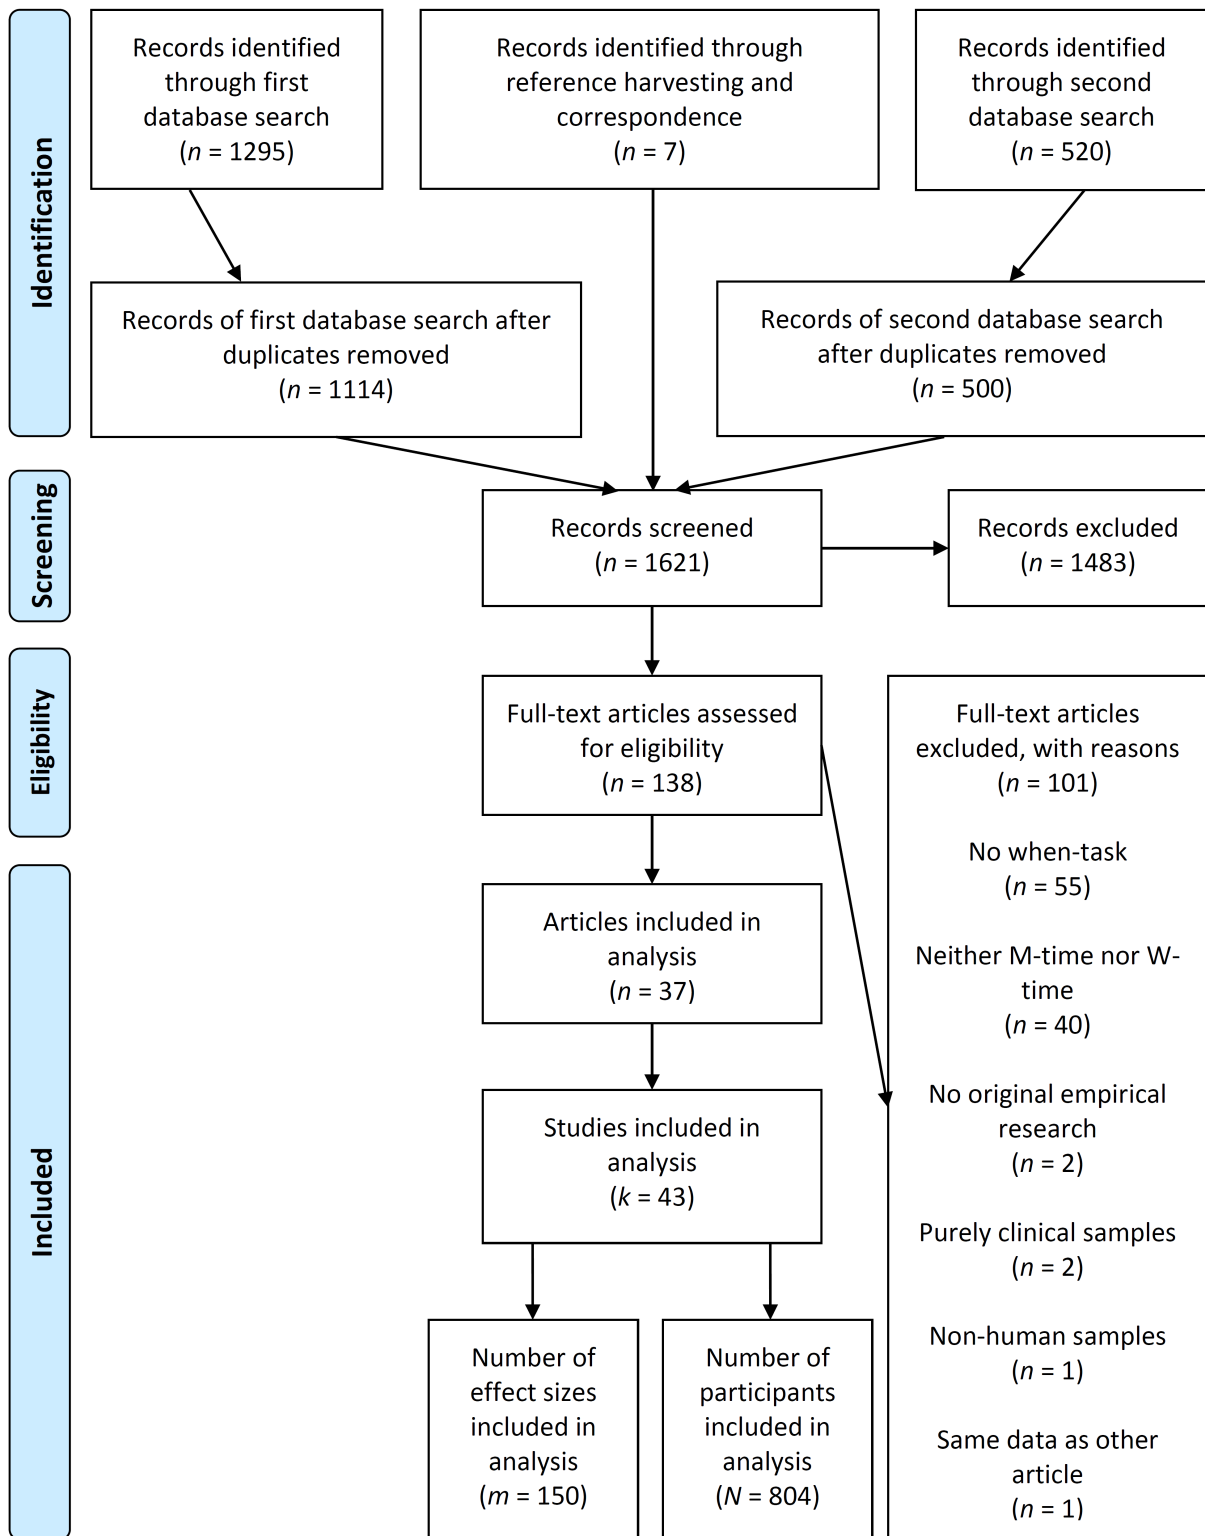 Identification
Records identified
through first
database search
(n = 1295)
Records identified through
reference harvesting and
correspondence
(n = 7)
Records identified
through second
database search
(n = 520)
Records of first database search after
duplicates removed
(n = 1114)
Records of second database search
after duplicates removed
(n = 500)
Screening
Records screened
(n = 1621)
Records excluded
(n = 1483)
Eligibility
Full-text articles assessed
for eligibility
(n = 138)
Full-text articles
excluded, with reasons
(n = 101)
No when-task
(n = 55)
Neither M-time nor W-
time
(n = 40)
No original empirical
research
(n = 2)
Purely clinical samples
(n = 2)
Non-human samples
(n = 1)
Same data as other
article
(n = 1)
Included
Articles included in
analysis
(n = 37)
Studies included in
analysis
(k = 43)
Number of
effect sizes
included in
analysis
(m = 150)
Number of
participants
included in
analysis
(N = 804)